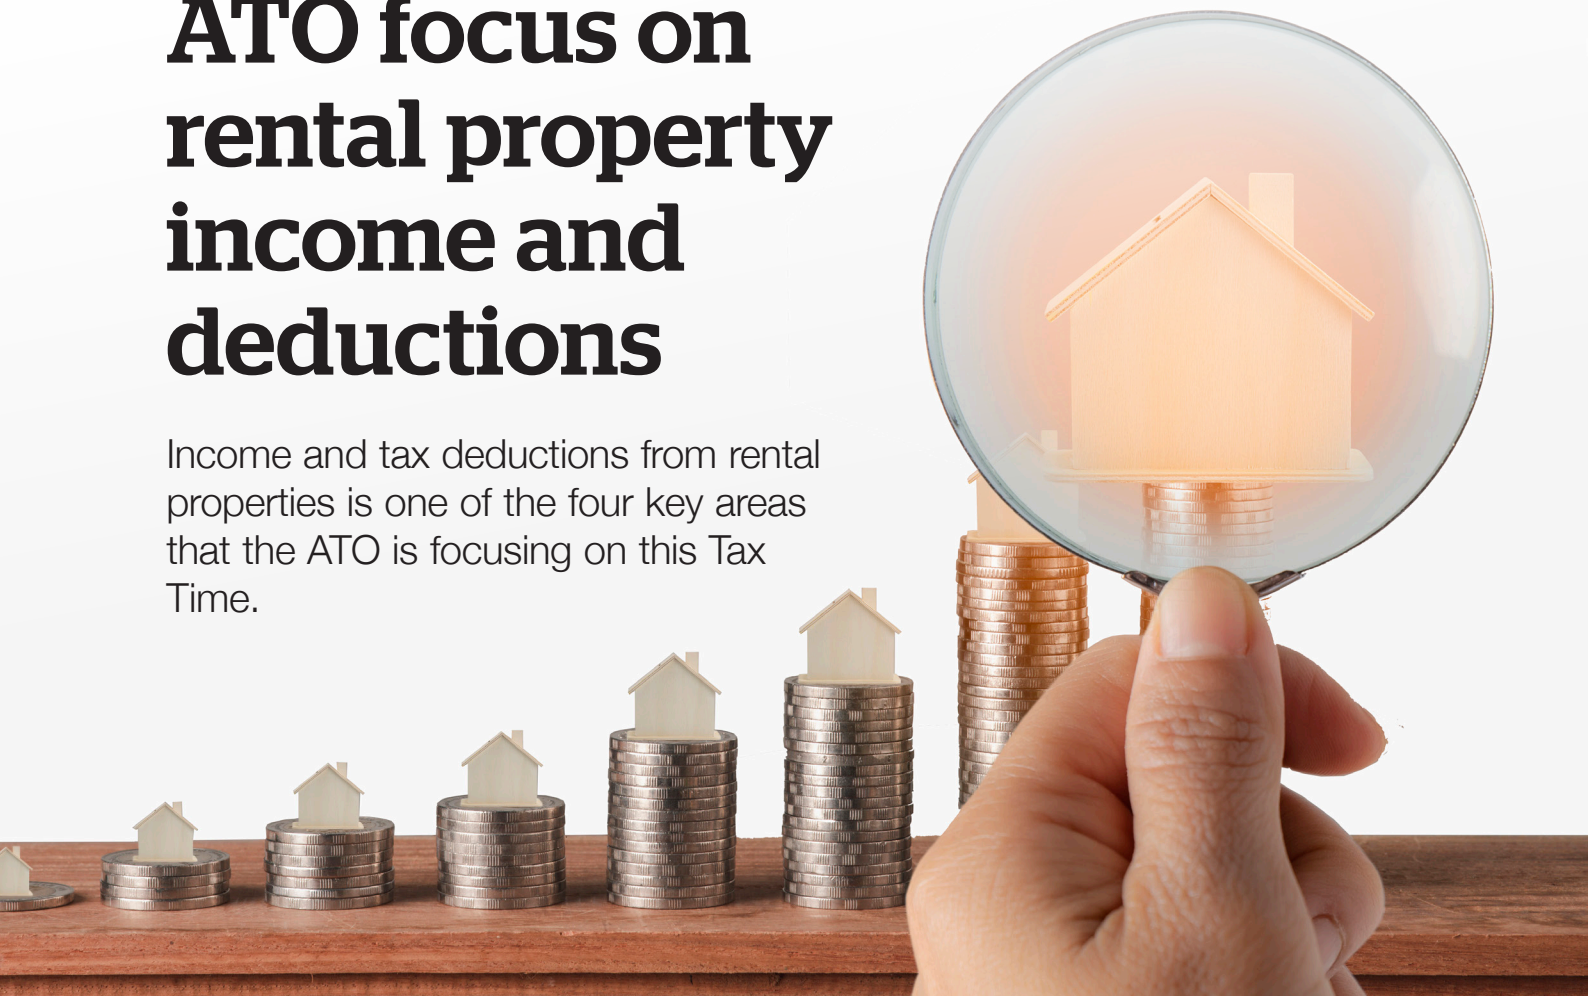 ATO focus on
rental property
income and
deductions
Income and tax deductions from rental
properties is one of the four key areas
that the ATO is focusing on this Tax
Time.